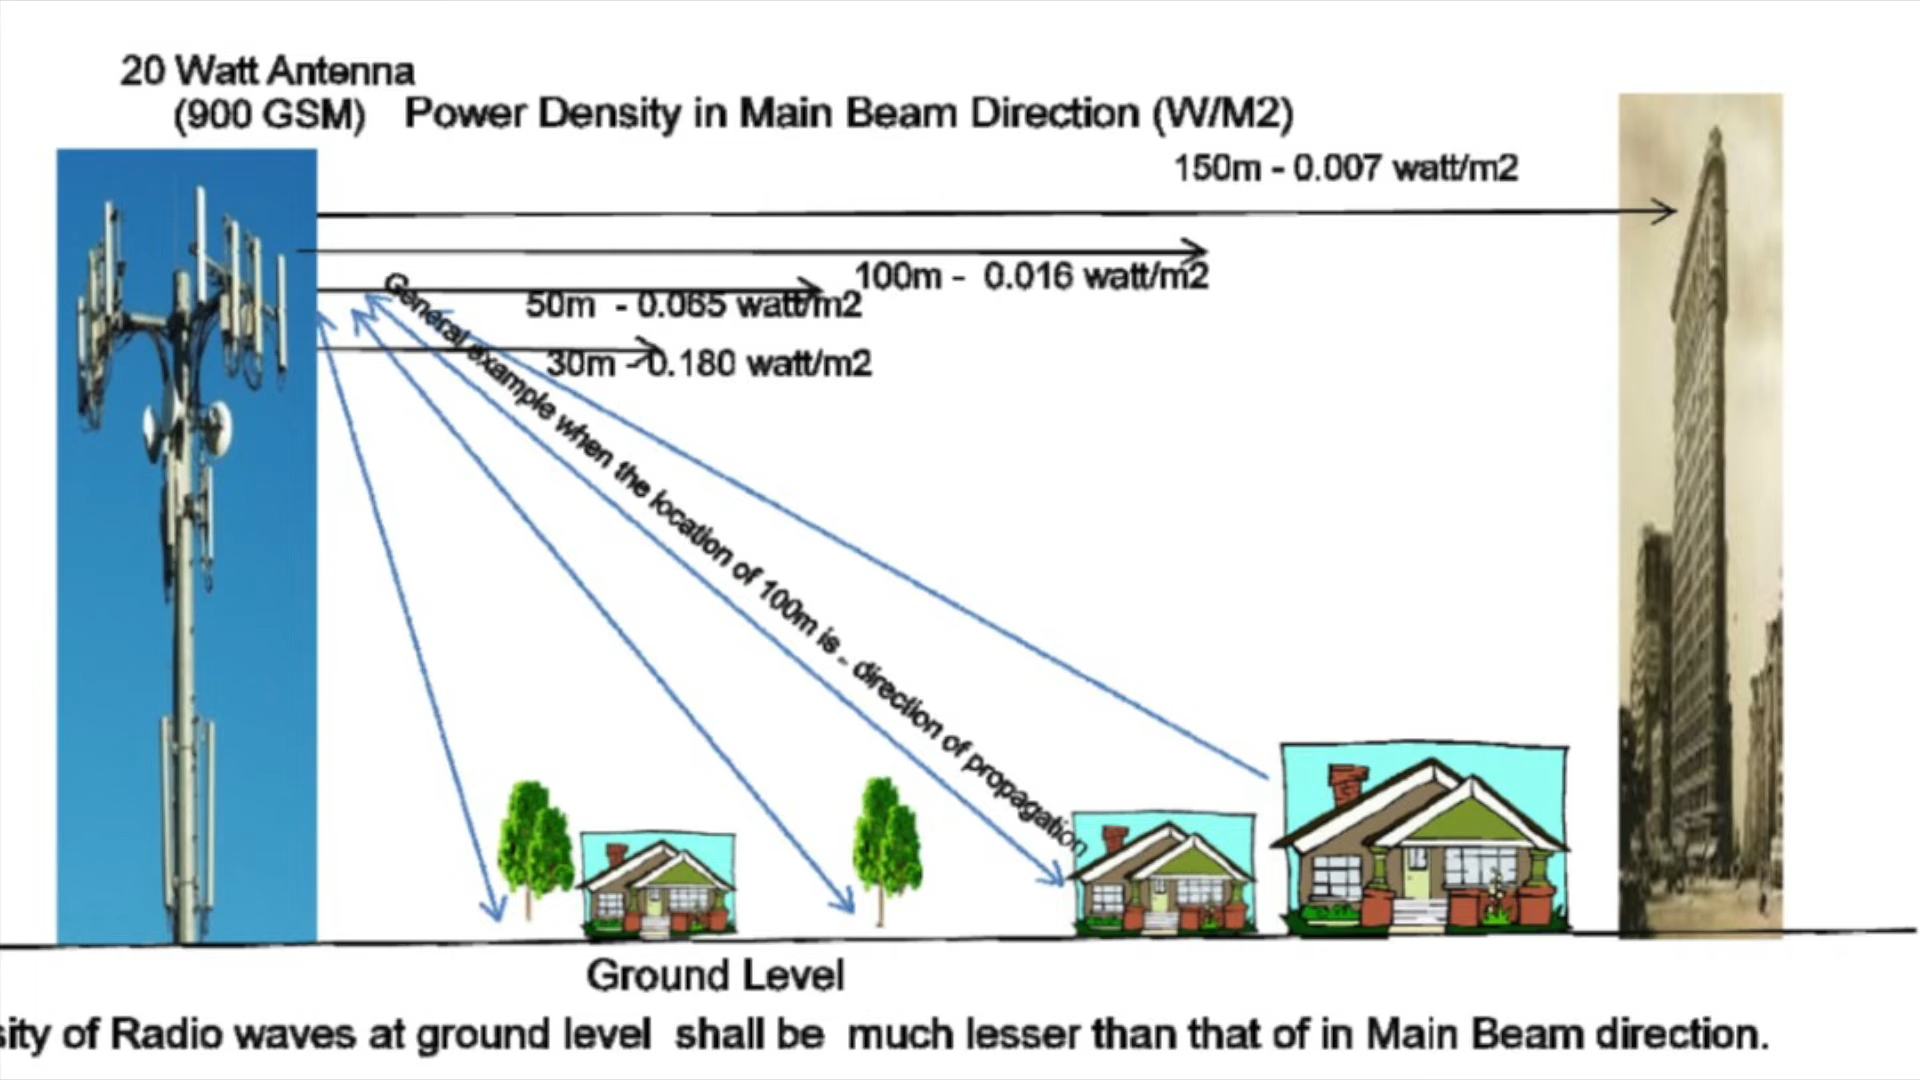 20 Watt Antenna
(900 GSM) Power Density in Main Beam Direction (W/M2)
150m - 0.007 watt/m2
100m - 0.016 watt/m2
50m - 0.065 watt/m2
30m - 0.180 watt/m2
General example when the location of 100m is - direction of propagation
Ground Level
sity of Radio waves at ground level shall be much lesser than that of in Main Beam direction.